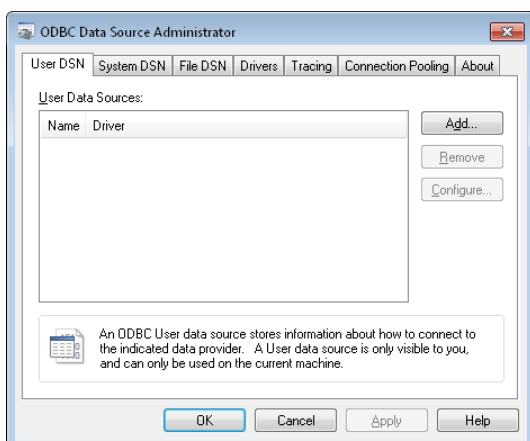 ODBC Data Source Administrator
User DSN System DSN File DSN Drivers Tracing Connection Pooling About
User Data Sources:
Name Driver
Add...
Remove
Configure...
An ODBC User data source stores information about how to connect to
the indicated data provider. A User data source is only visible to you,
and can only be used on the current machine.
OK Cancel Apply Help